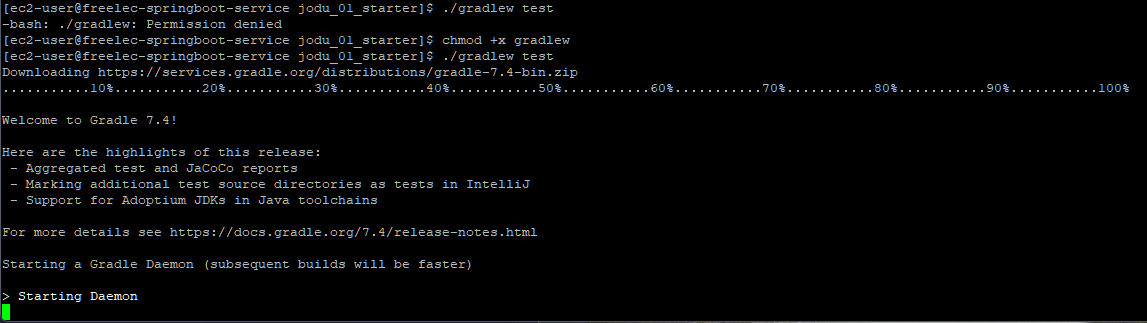 [ec2-user@freelec-springboot-service jodu_01_starter]$ ./gradlew test
-bash: ./gradlew: Permission denied
[ec2-user@freelec-springboot-service jodu_01_starter]$ chmod +x gradlew
[ec2-user@freelec-springboot-service jodu_01_starter]$ ./gradlew test
Downloading https://services.gradle.org/distributions/gradle-7.4-bin.zip
...........10%...........20%...........30%...........40%...........50%...........60%...........70%...........80%...........90%...........100%
Welcome to Gradle 7.4!
Here are the highlights of this release:
- Aggregated test and JaCoCo reports
- Marking additional test source directories as tests in IntelliJ
- Support for Adoptium JDKs in Java toolchains
For more details see https://docs.gradle.org/7.4/release-notes.html
Starting a Gradle Daemon (subsequent builds will be faster)
> Starting Daemon